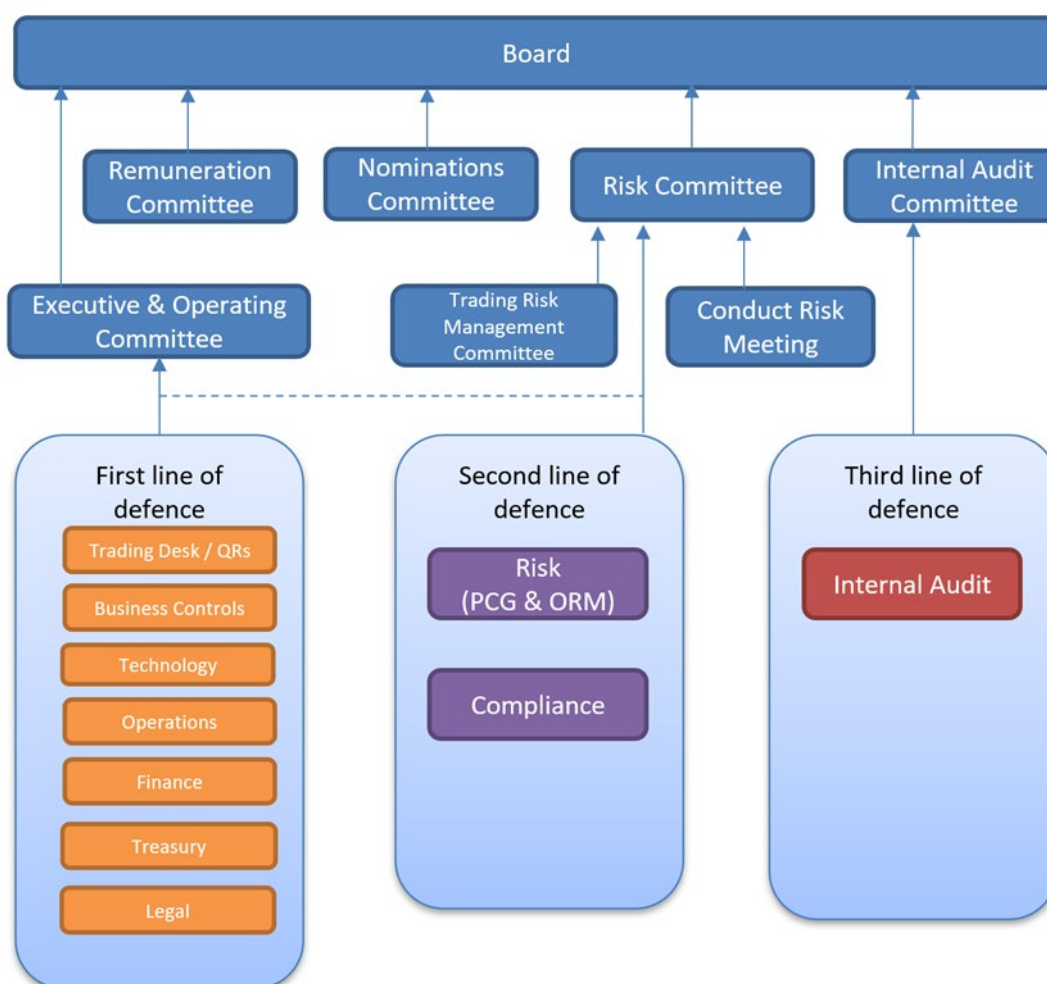 Board
Remuneration
Committee
Nominations
Committee
Risk Committee
Internal Audit
Committee
Executive & Operating
Committee
Trading Risk
Management
Committee
Conduct Risk
Meeting
First line of
defence
Trading Desk / QRs
Business Controls
Technology
Operations
Finance
Treasury
Legal
Second line of
defence
Risk
(PCG & ORM)
Compliance
Third line of
defence
Internal Audit